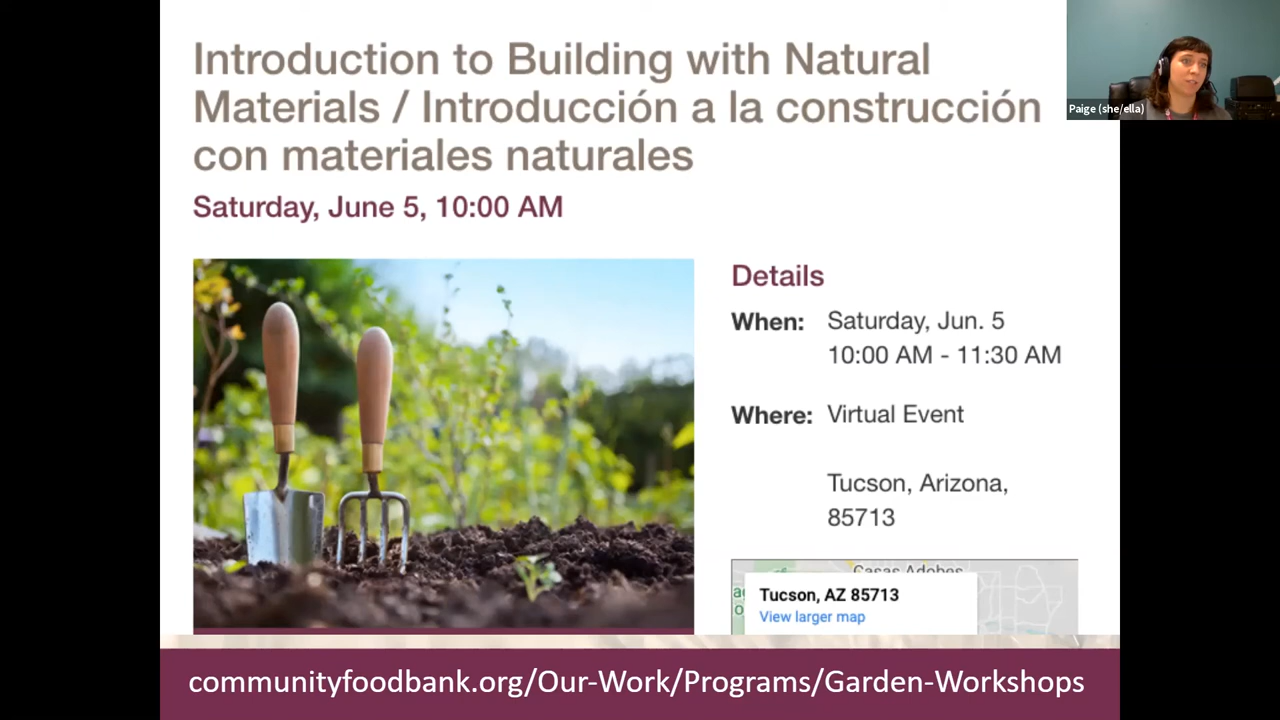 Introduction to Building with Natural
Materials / Introducción a la construcción
con materiales naturales
Saturday, June 5, 10:00 AM
Paige (she/ella)
Details
When: Saturday, Jun. 5
10:00 AM - 11:30 AM
Where: Virtual Event
Tucson, Arizona,
85713
Casas Adobes
Tucson, AZ 85713
View larger map
communityfoodbank.org/Our-Work/Programs/Garden-Workshops